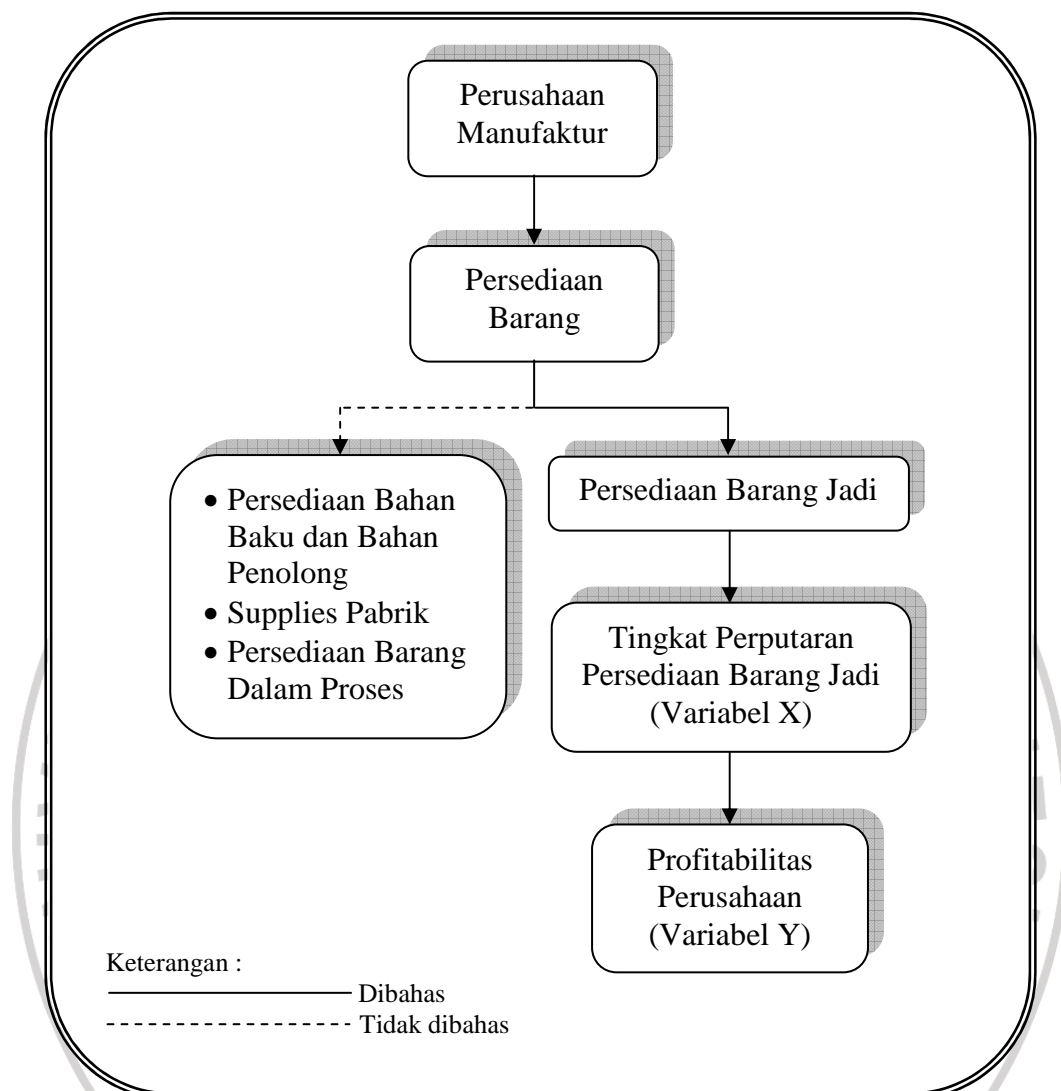 Perusahaan
Manufaktur
Persediaan
Barang
• Persediaan Bahan
Baku dan Bahan
Penolong
• Supplies Pabrik
• Persediaan Barang
Dalam Proses
Persediaan Barang Jadi
Tingkat Perputaran
Persediaan Barang Jadi
(Variabel X)
Profitabilitas
Perusahaan
(Variabel Y)
Keterangan :
Dibahas
Tidak dibahas